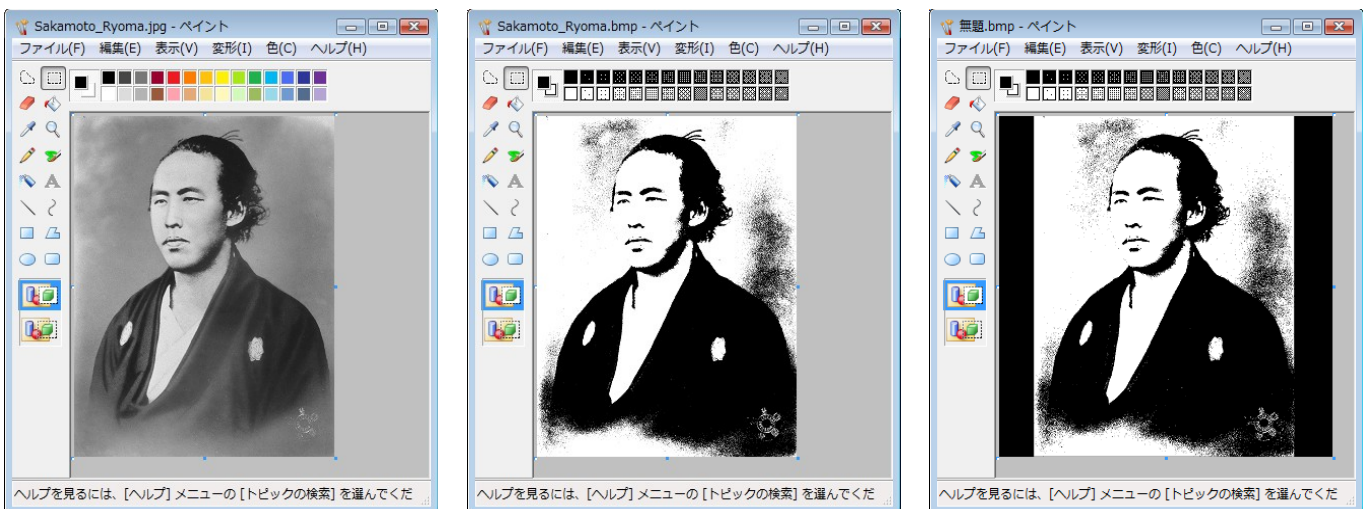 Sakamoto_Ryoma.jpg - ペイント
ファイル(F) 編集(E) 表示(V) 変形(I) 色(C) ヘルプ(H)
A
ヘルプを見るには、[ヘルプ] メニューの [トピックの検索] を選んでくだ
Sakamoto_Ryoma.bmp - ペイント
ファイル(F) 編集(E) 表示(V) 変形(I) 色(C) ヘルプ(H)
A
ヘルプを見るには、[ヘルプ] メニューの [トピックの検索] を選んでくだ
無題.bmp - ペイント
ファイル(F) 編集(E) 表示(V) 変形(I) 色(C) ヘルプ(H)
A
ヘルプを見るには、[ヘルプ] メニューの [トピックの検索] を選んでくだ